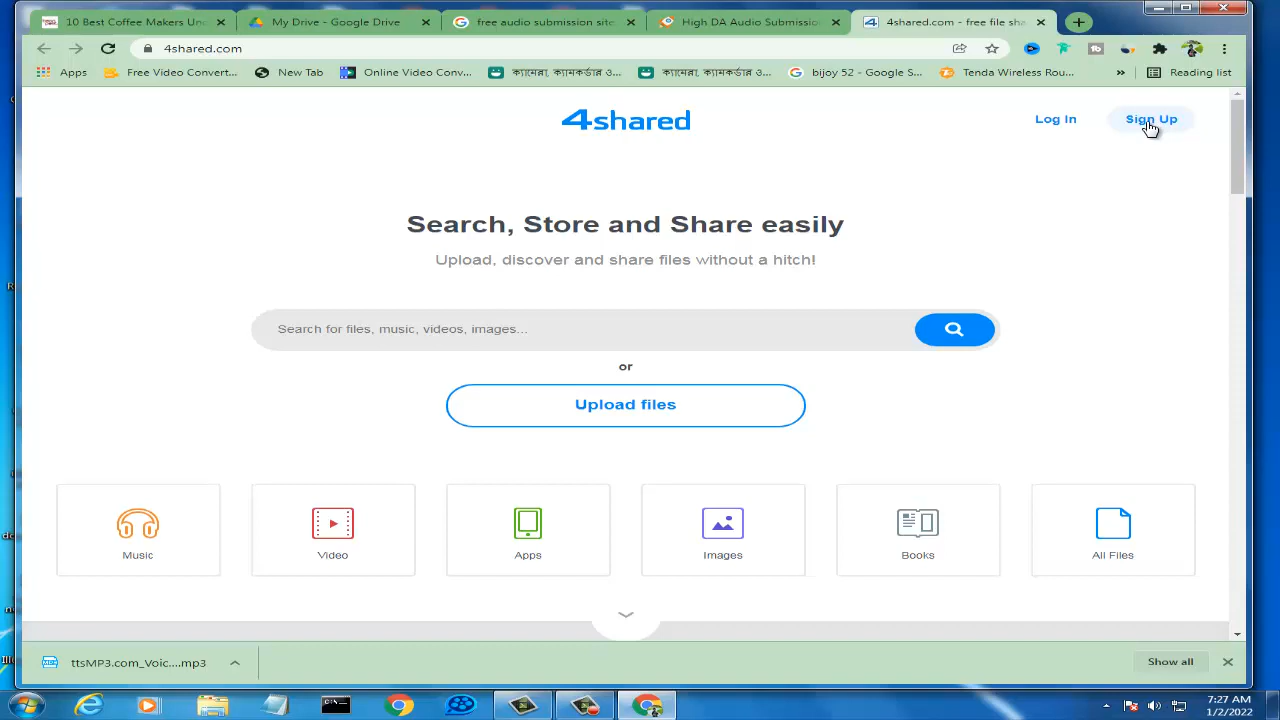 10 Best Coffee Makers Und
My Drive - Google Drive
free audio submission site
High DA Audio Submissio
4shared.com - free file sha
4shared.com
Apps
Free Video Convert...
New Tab
Online Video Conv...
ক্যামেরা, ক্যামকর্ডার ও...
ক্যামেরা, ক্যামকর্ডার ও...
bijoy 52 - Google S...
Tenda Wireless Rou...
»
Reading list
4shared
Log In
Sign Up
Search, Store and Share easily
Upload, discover and share files without a hitch!
Search for files, music, videos, images...
or
Upload files
Music
Video
Apps
Images
Books
All Files
ttsMP3.com_Voic....mp3
Show all
7:27 AM
1/2/2022